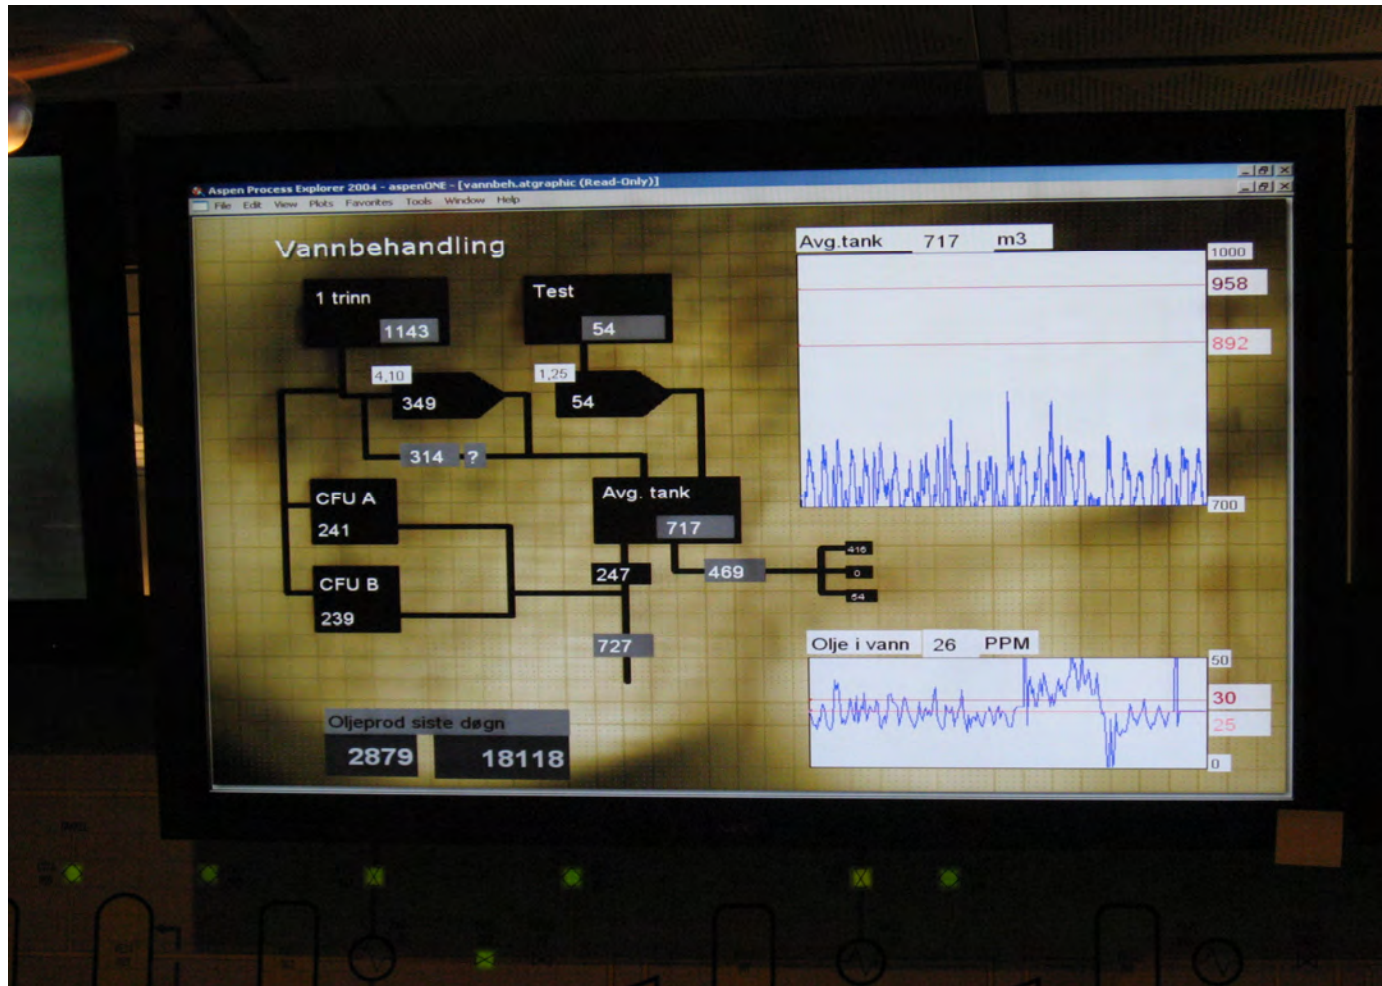 Aspen Process Explorer 2004 - aspenONE - [vannbeh.atgraphic (Read-Only)]
File Edit View Plots Favorites Tools Window Help
Vannbehandling
1 trinn
1143
Test
54
4,10
349
1,25
54
314 ?
CFU A
241
CFU B
239
Avg. tank
717
247
469
416
0
54
727
Oljeprod siste døgn
2879 18118
Avg.tank 717 m3
1000
958
892
700
Olje i vann 26 PPM
50
30
25
0